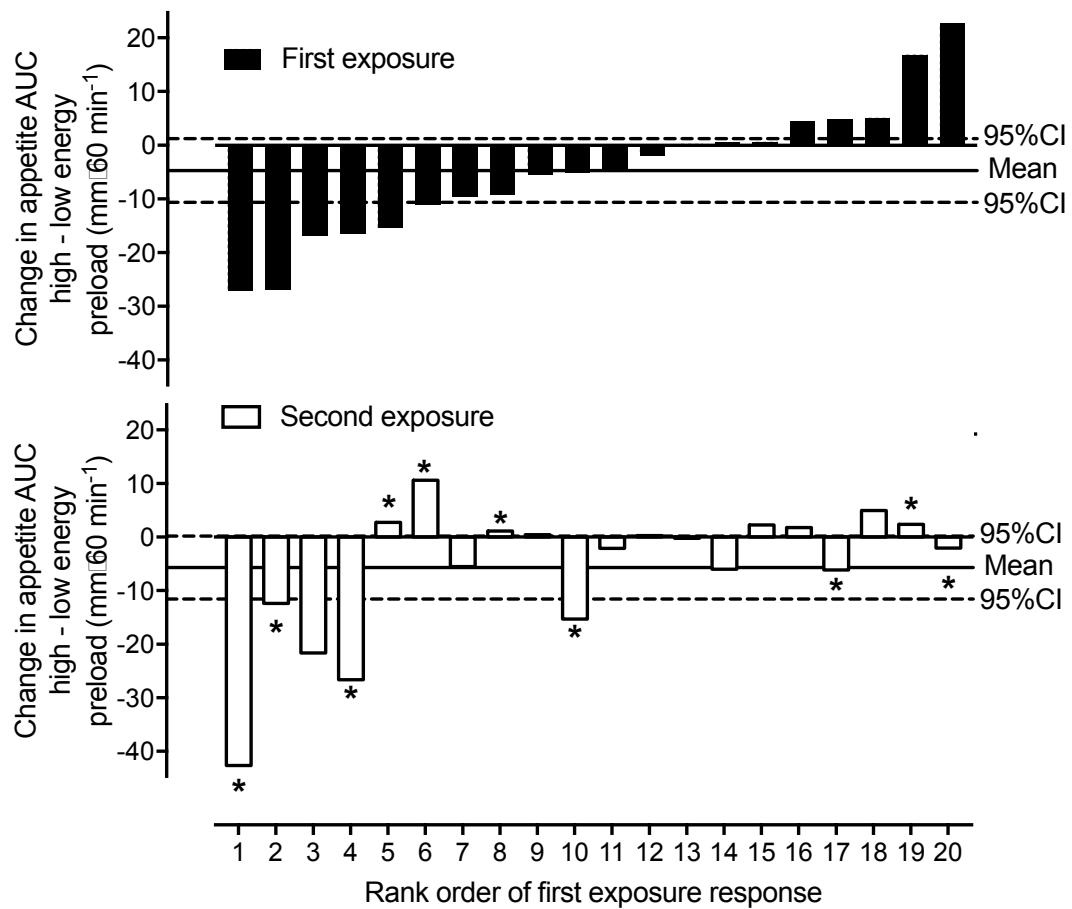 Change in appetite AUC
high - low energy
preload (mm□60 min-1)
20
10
0
-10
-20
-30
-40
First exposure
95%CI
Mean
95%CI
Change in appetite AUC
high - low energy
preload (mm□60 min-1)
20
10
0
-10
-20
-30
-40
Second exposure
*
*
*
*
*
*
*
*
*
*
95%CI
Mean
95%CI
1 2 3 4 5 6 7 8 9 10 11 12 13 14 15 16 17 18 19 20
Rank order of first exposure response